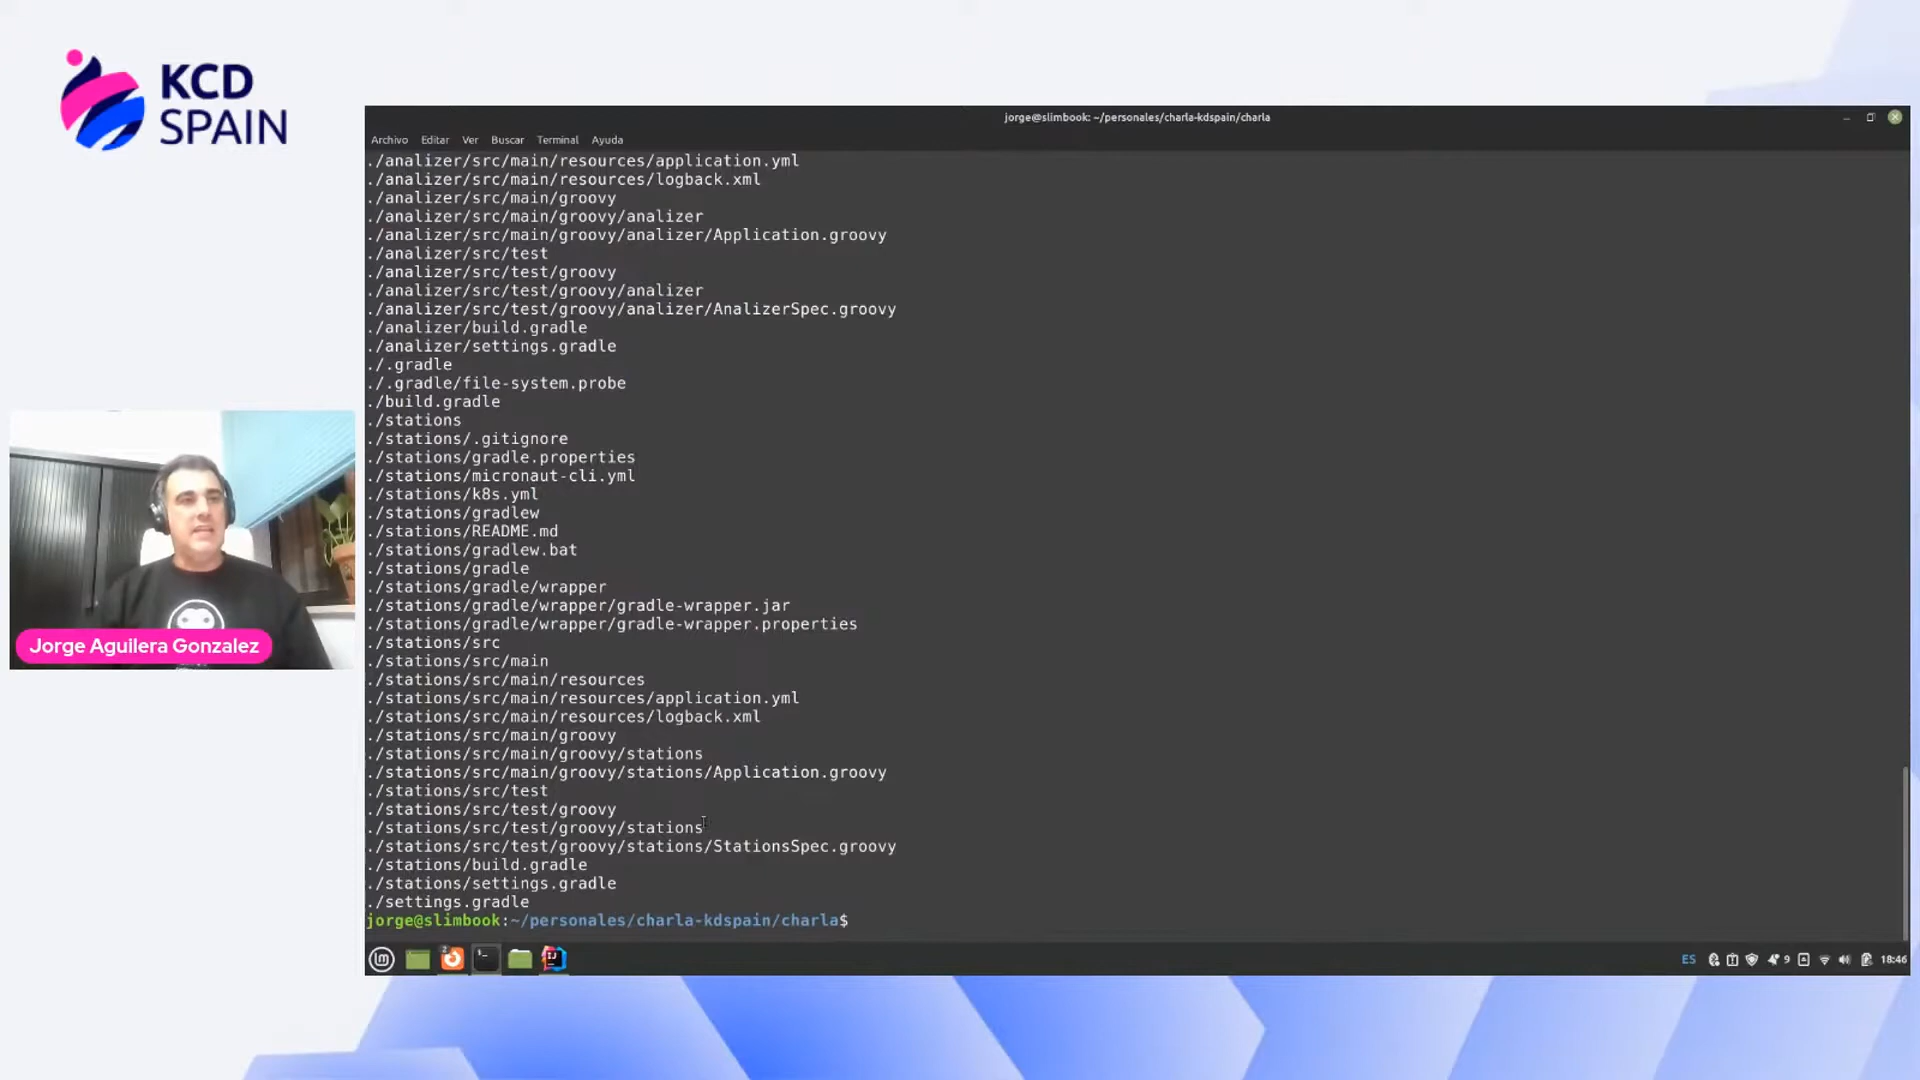 KCD
SPAIN
jorge@slimbook: ~/personales/charla-kdspain/charla
Archivo Editar Ver Buscar Terminal Ayuda
./analizer/src/main/resources/application.yml
./analizer/src/main/resources/logback.xml
./analizer/src/main/groovy
./analizer/src/main/groovy/analizer
./analizer/src/main/groovy/analizer/Application.groovy
./analizer/src/test
./analizer/src/test/groovy
./analizer/src/test/groovy/analizer
./analizer/src/test/groovy/analizer/AnalizerSpec.groovy
./analizer/build.gradle
./analizer/settings.gradle
./.gradle
./.gradle/file-system.probe
./build.gradle
./stations
./stations/.gitignore
./stations/gradle.properties
./stations/micronaut-cli.yml
./stations/k8s.yml
./stations/gradlew
./stations/README.md
./stations/gradlew.bat
./stations/gradle
./stations/gradle/wrapper
./stations/gradle/wrapper/gradle-wrapper.jar
./stations/gradle/wrapper/gradle-wrapper.properties
./stations/src
./stations/src/main
./stations/src/main/resources
./stations/src/main/resources/application.yml
./stations/src/main/resources/logback.xml
./stations/src/main/groovy
./stations/src/main/groovy/stations
./stations/src/main/groovy/stations/Application.groovy
./stations/src/test
./stations/src/test/groovy
./stations/src/test/groovy/stations
./stations/src/test/groovy/stations/StationsSpec.groovy
./stations/build.gradle
./stations/settings.gradle
./settings.gradle
jorge@slimbook:~/personales/charla-kdspain/charla$
Jorge Aguilera Gonzalez
ES 9 18:46